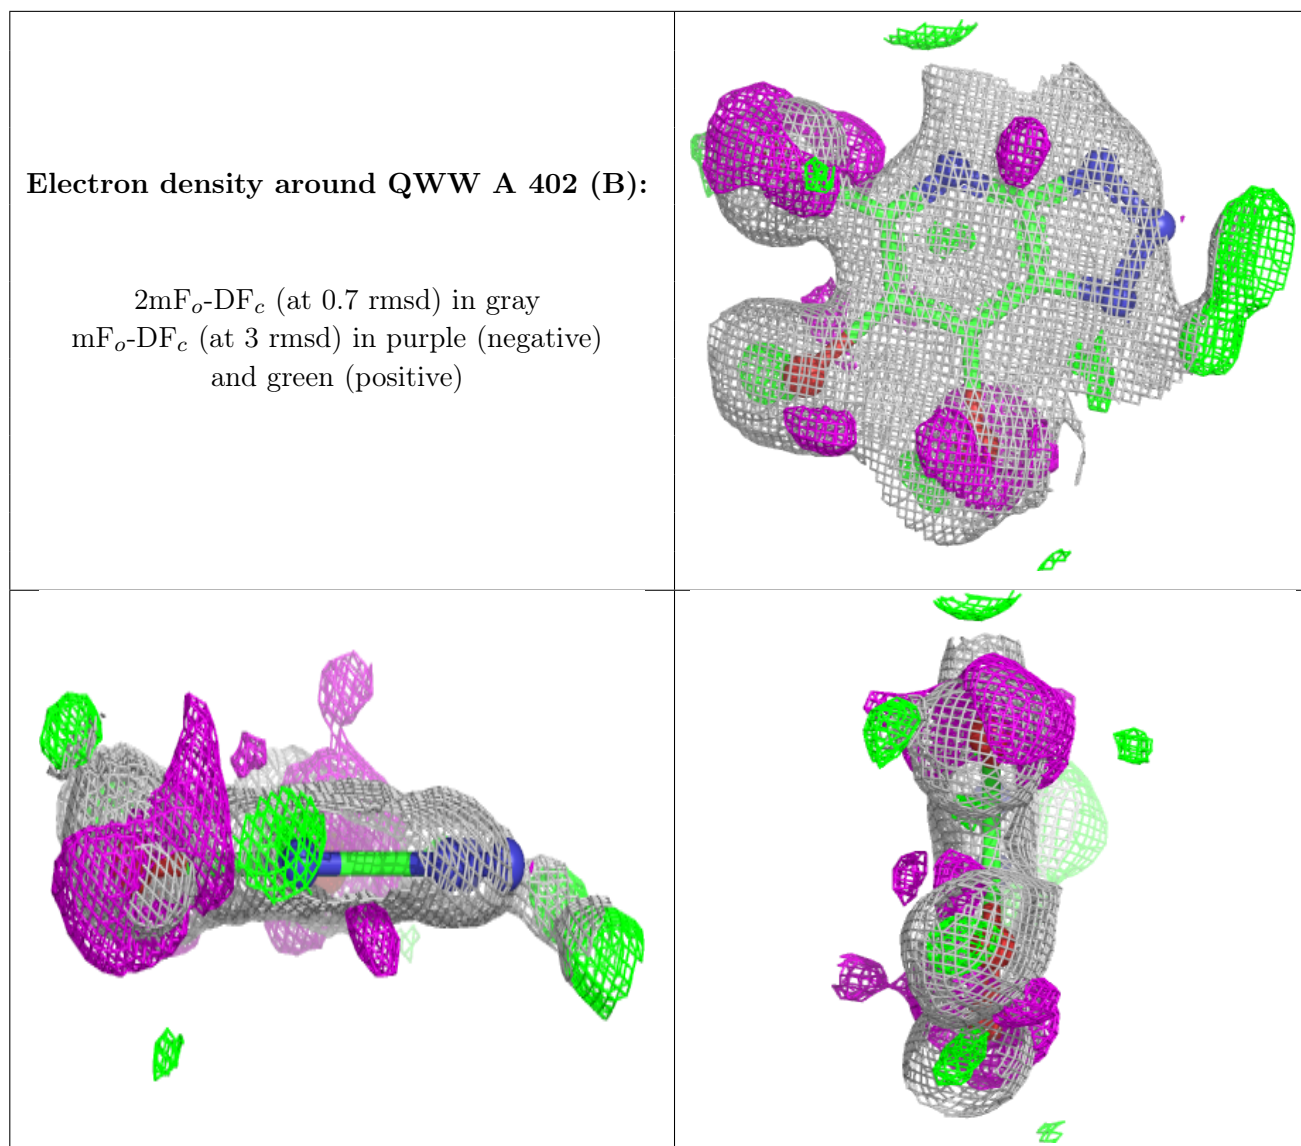 Electron density around QWW A 402 (B):
2mFo-DFc (at 0.7 rmsd) in gray
mFo-DFc (at 3 rmsd) in purple (negative)
and green (positive)